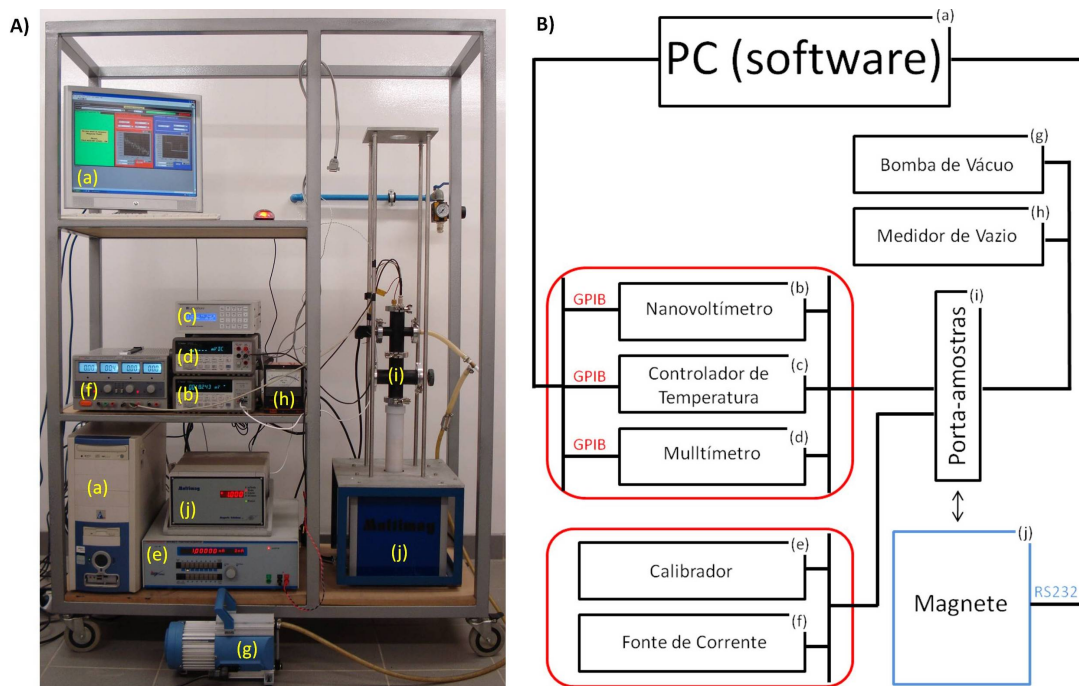 A)
(a)
(c)
(d)
(f)
(b)
(h)
(i)
(a)
(j)
Multimag
(j)
(e)
(g)
B)
(a)
PC (software)
(g)
Bomba de Vácuo
(h)
Medidor de Vazio
(b)
GPIB
Nanovoltímetro
(c)
GPIB
Controlador de
Temperatura
(d)
GPIB
Mulltímetro
(i)
Porta-amostras
(e)
Calibrador
(f)
Fonte de Corrente
(j)
Magnete
RS232